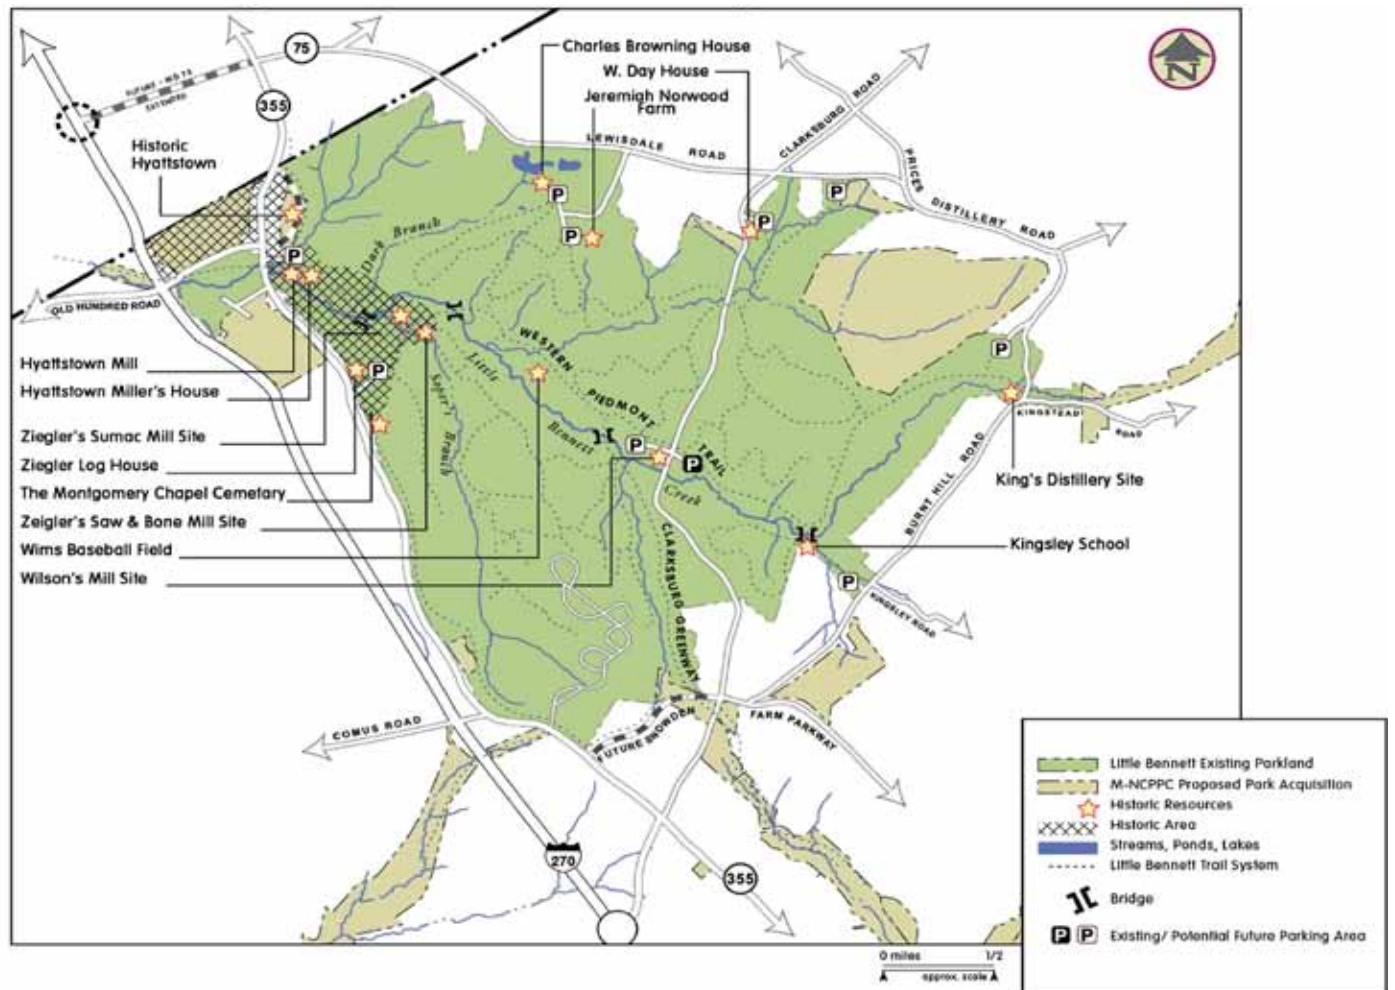 Charles Browning House
W. Day House
Jeremiah Norwood
Farm
75
FUTURE - MD 75
EXTENDED
355
CLARKSBURG ROAD
LEWISDALE ROAD
PRICES
DISTILLERY ROAD
N
Historic
Hyattstown
P
P
P
P
P
Dark Branch
OLD HUNDRED ROAD
WESTERN PIEDMONT TRAIL
Little Bennett Creek
Soper's Branch
P
P
P
P
P
Hyattstown Mill
Hyattstown Miller's House
Ziegler's Sumac Mill Site
Ziegler Log House
The Montgomery Chapel Cemetary
Zeigler's Saw & Bone Mill Site
Wims Baseball Field
Wilson's Mill Site
KINGSTEAD
ROAD
King's Distillery Site
BURNT HILL ROAD
Kingsley School
KINGSLEY ROAD
CLARKSBURG GREENWAY
COMUS ROAD
FUTURE SNOWDEN
FARM PARKWAY
270
355
Little Bennett Existing Parkland
M-NCPPC Proposed Park Acquisition
Historic Resources
Historic Area
Streams, Ponds, Lakes
Little Bennett Trail System
Bridge
P P Existing/ Potential Future Parking Area
0 miles 1/2
approx. scale